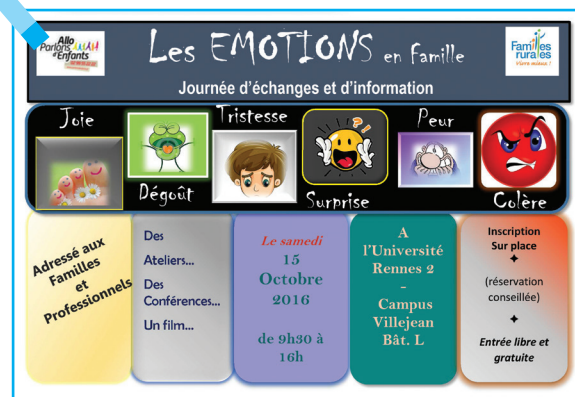 Allo
Parlons
d'Enfants
Les EMOTIONS en famille
Familles
rurales
Vivre mieux !
Journée d'échanges et d'information
Joie
Dégoût
Tristesse
Surprise
Peur
Colère
Adressé aux
Familles
et
Professionnels
Des
Ateliers...
Des
Conférences...
Un film...
Le samedi
15
Octobre
2016
de 9h30 à
16h
A
l'Université
Rennes 2
-
Campus
Villejean
Bât. L
Inscription
Sur place
(réservation
conseillée)
Entrée libre et
gratuite